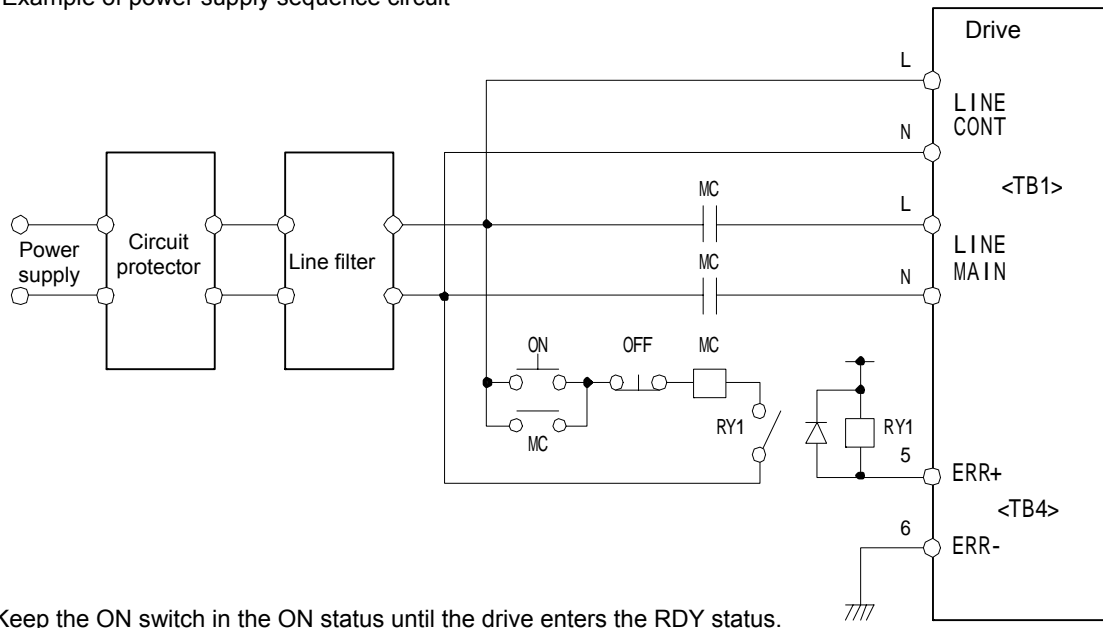 Example of power supply sequence circuit
Drive
L
LINE
CONT
N
<TB1>
MC
L
LINE
MAIN
MC
N
Power
supply
Circuit
protector
Line filter
ON
OFF
MC
MC
RY1
RY1
5
ERR+
<TB4>
6
ERR-
Keep the ON switch in the ON status until the drive enters the RDY status.